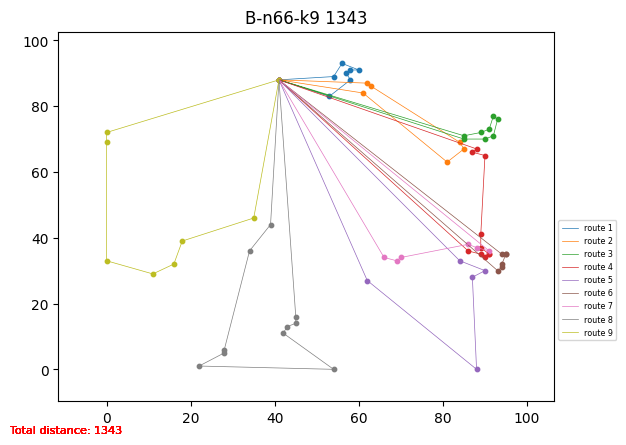 B-n66-k9 1343
100
80
60
40
20
0
0 20 40 60 80 100
route 1
route 2
route 3
route 4
route 5
route 6
route 7
route 8
route 9
Total distance: 1343